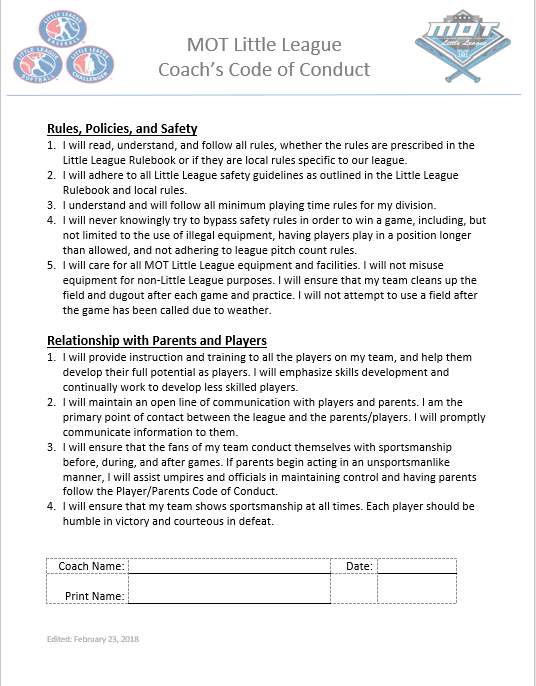 LITTLE LEAGUE
BASEBALL
LITTLE LEAGUE
SOFTBALL
LITTLE LEAGUE
CHALLENGER
MOT
Little League
MOT Little League
Coach's Code of Conduct
Rules, Policies, and Safety
1. I will read, understand, and follow all rules, whether the rules are prescribed in the
Little League Rulebook or if they are local rules specific to our league.
2. I will adhere to all Little League safety guidelines as outlined in the Little League
Rulebook and local rules.
3. I understand and will follow all minimum playing time rules for my division.
4. I will never knowingly try to bypass safety rules in order to win a game, including, but
not limited to the use of illegal equipment, having players play in a position longer
than allowed, and not adhering to league pitch count rules.
5. I will care for all MOT Little League equipment and facilities. I will not misuse
equipment for non-Little League purposes. I will ensure that my team cleans up the
field and dugout after each game and practice. I will not attempt to use a field after
the game has been called due to weather.
Relationship with Parents and Players
1. I will provide instruction and training to all the players on my team, and help them
develop their full potential as players. I will emphasize skills development and
continually work to develop less skilled players.
2. I will maintain an open line of communication with players and parents. I am the
primary point of contact between the league and the parents/players. I will promptly
communicate information to them.
3. I will ensure that the fans of my team conduct themselves with sportsmanship
before, during, and after games. If parents begin acting in an unsportsmanlike
manner, I will assist umpires and officials in maintaining control and having parents
follow the Player/Parents Code of Conduct.
4. I will ensure that my team shows sportsmanship at all times. Each player should be
humble in victory and courteous in defeat.
Coach Name: Date:
Print Name:
Edited: February 23, 2018